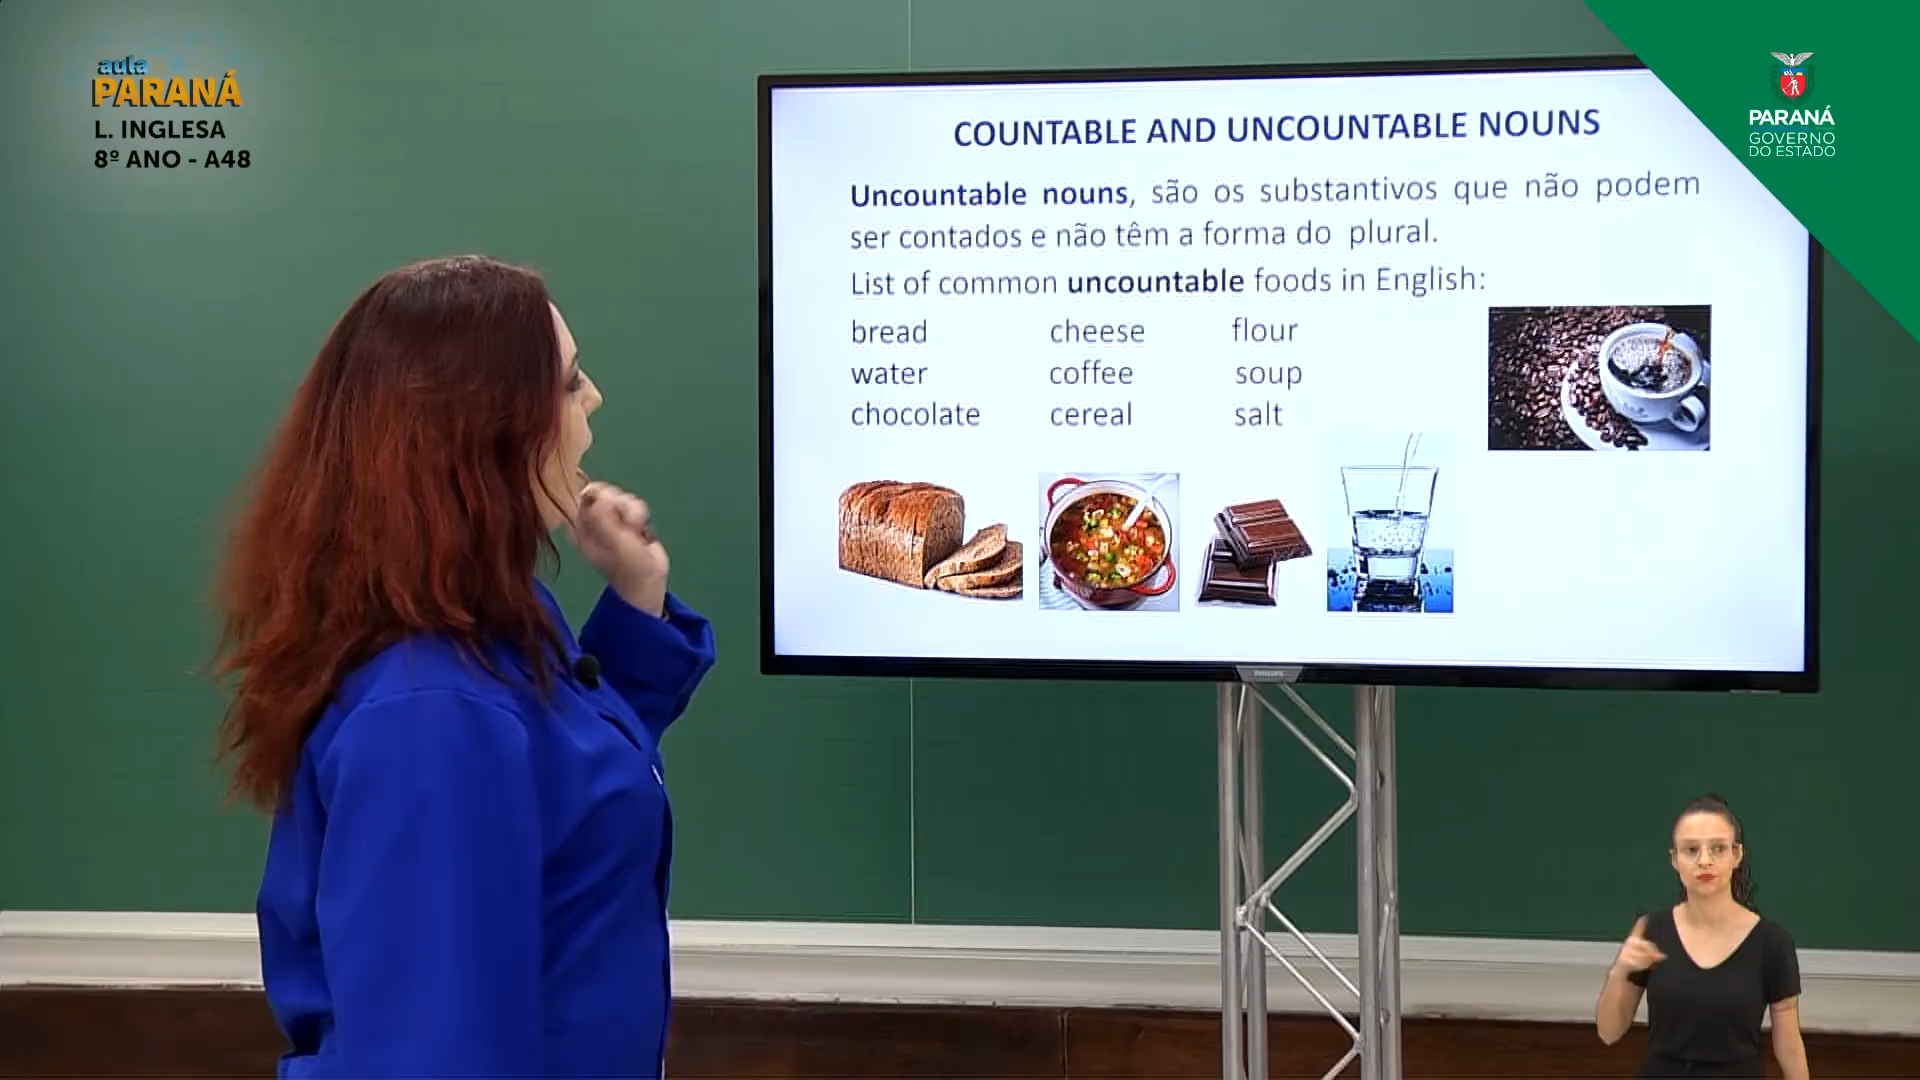 aula
PARANÁ
L. INGLESA
8º ANO - A48
PARANÁ
GOVERNO
DO ESTADO
COUNTABLE AND UNCOUNTABLE NOUNS
Uncountable nouns, são os substantivos que não podem
ser contados e não têm a forma do plural.
List of common uncountable foods in English:
bread cheese flour
water coffee soup
chocolate cereal salt
PHILIPS